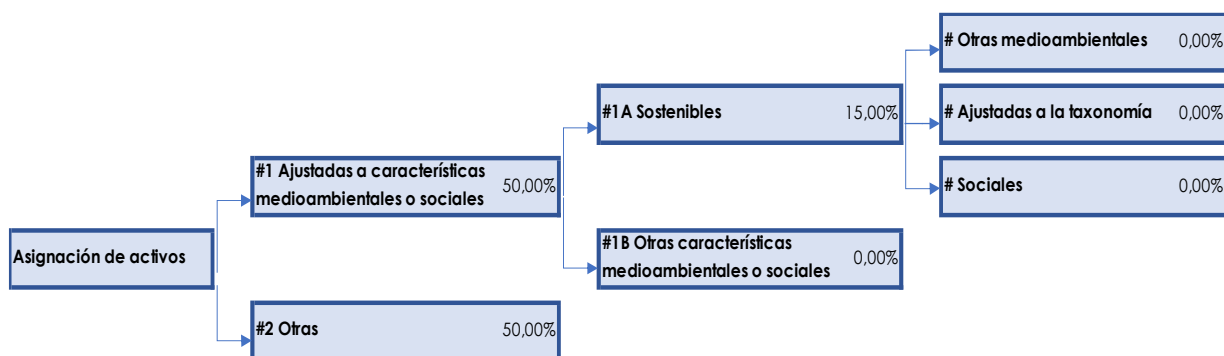 # Otras medioambientales 0,00%
#1A Sostenibles 15,00%
# Ajustadas a la taxonomía 0,00%
#1 Ajustadas a características
medioambientales o sociales 50,00%
# Sociales 0,00%
Asignación de activos
#1B Otras características
medioambientales o sociales 0,00%
#2 Otras 50,00%